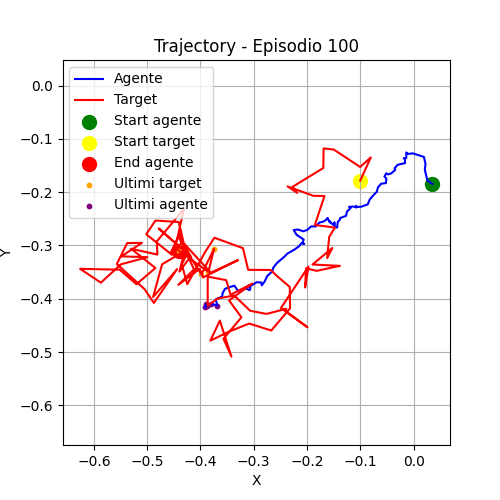 Trajectory - Episodio 100
Agente
Target
Start agente
Start target
End agente
Ultimi target
Ultimi agente
0.0
−0.1
−0.2
−0.3
−0.4
−0.5
−0.6
Y
−0.6 −0.5 −0.4 −0.3 −0.2 −0.1 0.0
X